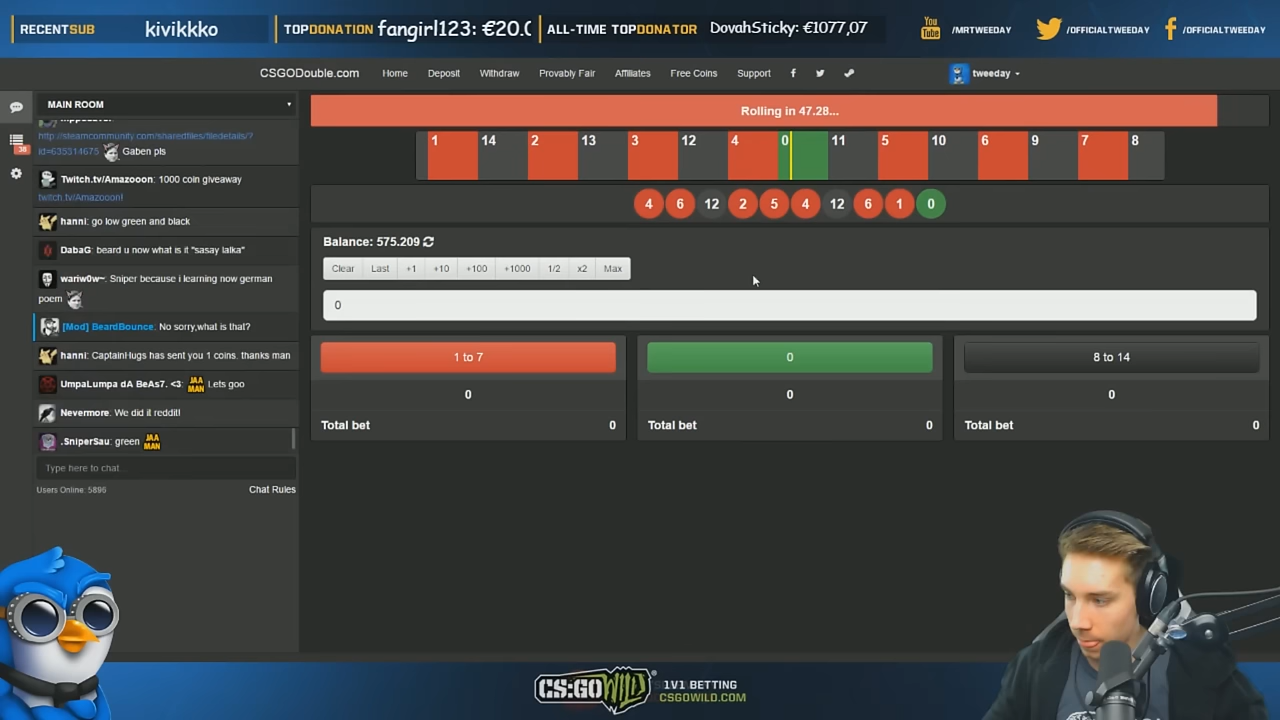 RECENTSUB kivikkko TOPDONATION fangirl123: €20.0 ALL-TIME TOPDONATOR DovahSticky: €1077,07 You Tube /MRTWEEDAY /OFFICIALTWEEDAY /OFFICIALTWEEDAY
CSGODouble.com Home Deposit Withdraw Provably Fair Affiliates Free Coins Support tweeday
MAIN ROOM
Rolling in 47.28...
http://steamcommunity.com/sharedfiles/filedetails/?
id=635314675 Gaben pls
38
Twitch.tv/Amazooon: 1000 coin giveaway
twitch.tv/Amazooon!
hanni: go low green and black
DabaG: beard u now what is it "sasay lalka"
wariw0w~: Sniper because i learning now german
poem
[Mod] BeardBounce: No sorry,what is that?
hanni: CaptainHugs has sent you 1 coins. thanks man
UmpaLumpa dA BeAs7. <3: JAA MAN Lets goo
Nevermore: We did it reddit!
.SniperSau: green JAA MAN
Type here to chat...
Users Online: 5896 Chat Rules
1 14 2 13 3 12 4 0 11 5 10 6 9 7 8
4 6 12 2 5 4 12 6 1 0
Balance: 575.209
Clear Last +1 +10 +100 +1000 1/2 x2 Max
0
1 to 7 0 8 to 14
0 0 0
Total bet 0 Total bet 0 Total bet 0
CS:GO WILD 1V1 BETTING
CSGOWILD.COM